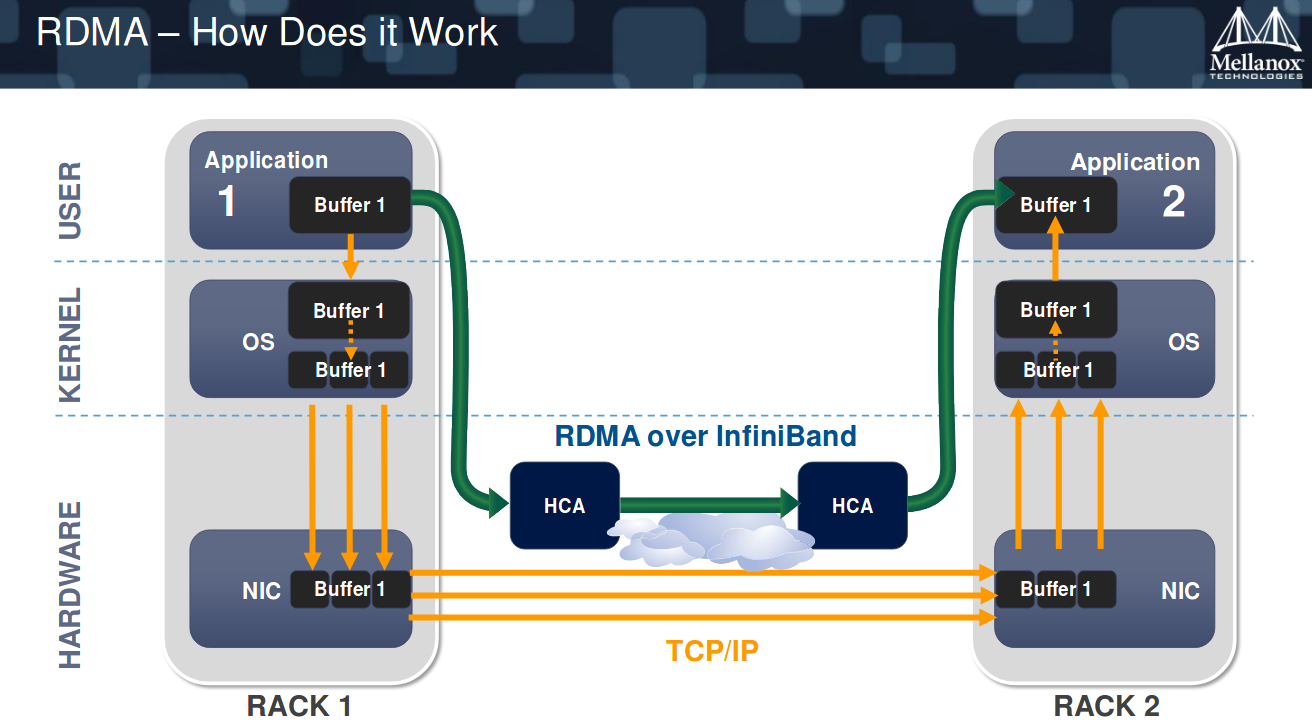 RDMA – How Does it Work
Mellanox
TECHNOLOGIES
USER
KERNEL
HARDWARE
Application
1
Buffer 1
OS
Buffer 1
Buffer 1
NIC
Buffer 1
RACK 1
RDMA over InfiniBand
HCA
HCA
TCP/IP
Application
2
Buffer 1
Buffer 1
OS
Buffer 1
Buffer 1
NIC
RACK 2